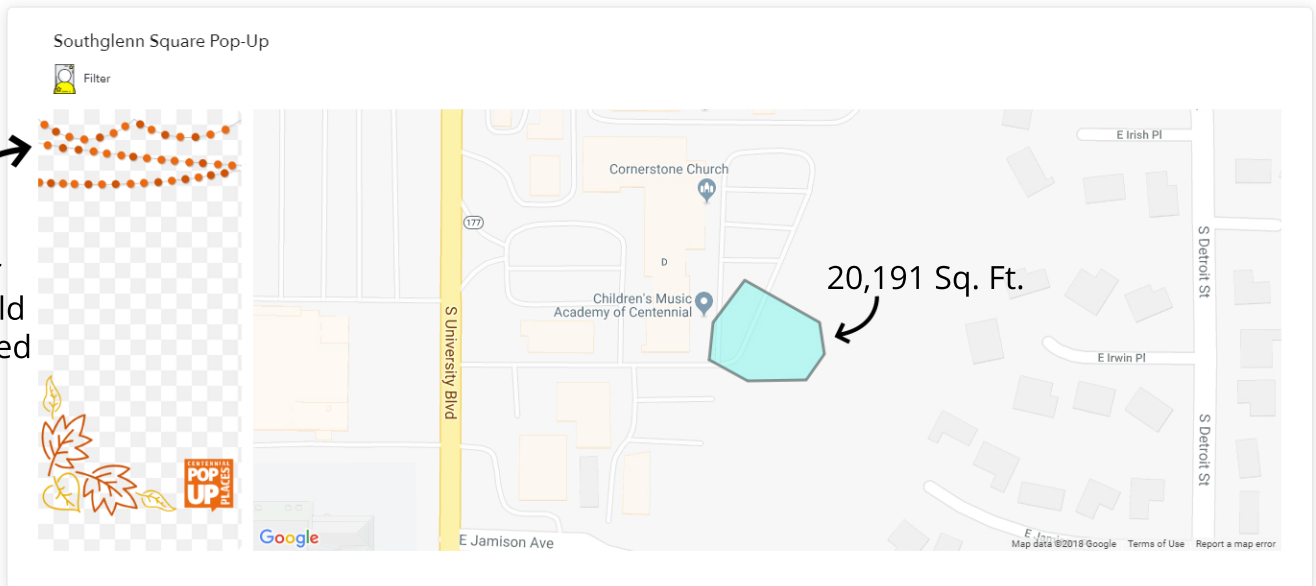 Southglenn Square Pop-Up
Filter
ld
ed
CENTENNIAL
POP
UP
PLACES
E Irish Pl
Cornerstone Church
177
D
S Detroit St
20,191 Sq. Ft.
Children's Music
Academy of Centennial
S University Blvd
E Irwin Pl
S Detroit St
Google
E Jamison Ave
Map data ©2018 Google
Terms of Use
Report a map error